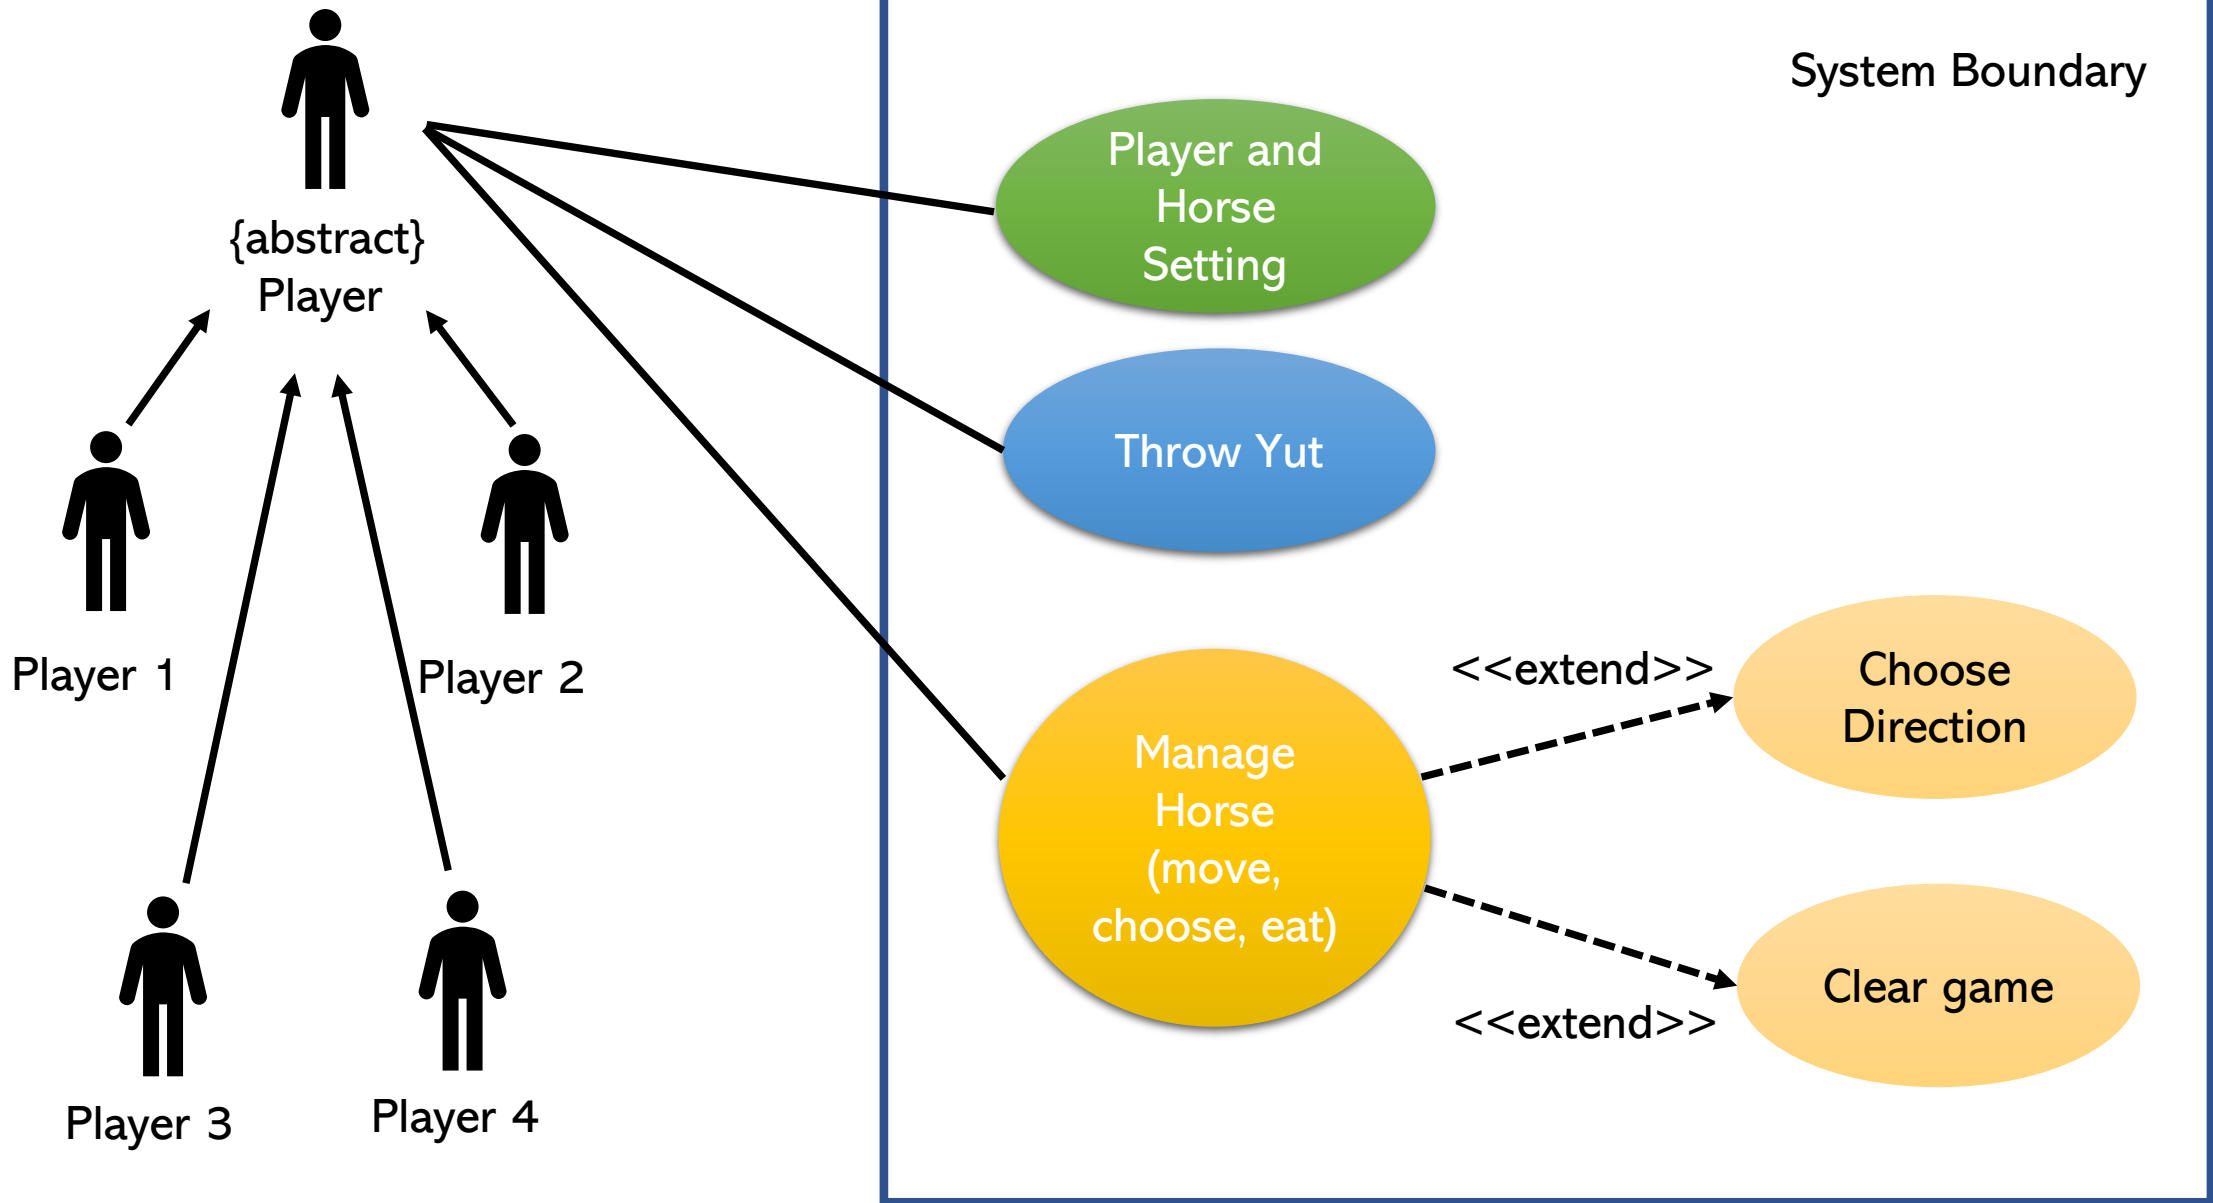 System Boundary
{abstract}
Player
Player 1
Player 2
Player 3
Player 4
Player and
Horse
Setting
Throw Yut
Manage
Horse
(move,
choose, eat)
<<extend>>
Choose
Direction
<<extend>>
Clear game